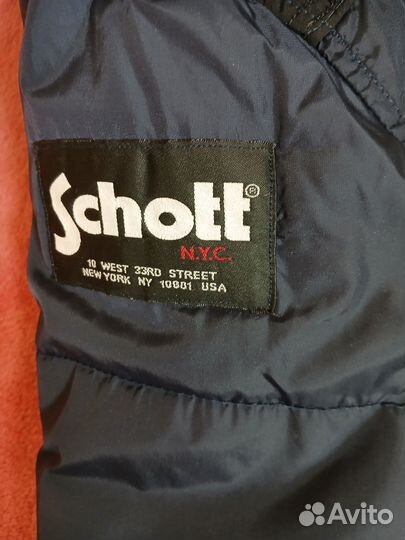 Schott®
N.Y.C.
10 WEST 33RD STREET
NEW YORK NY 10001 USA
Avito